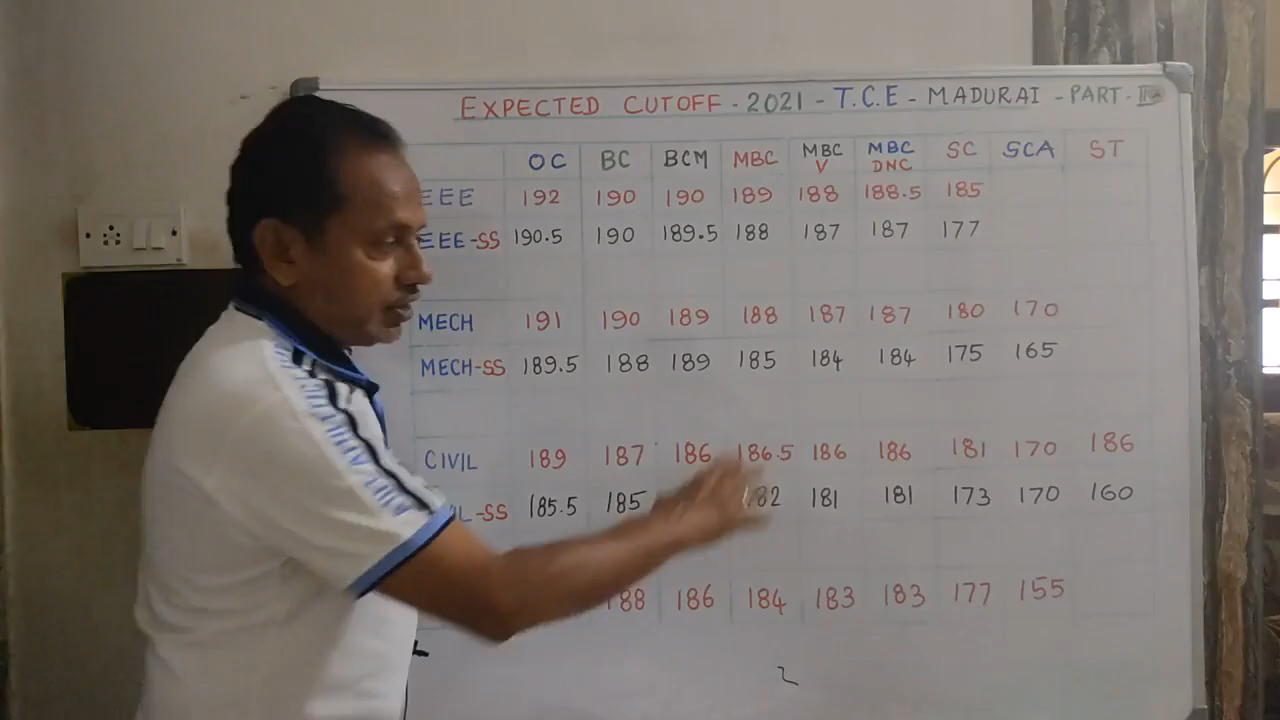 EXPECTED CUTOFF - 2021 - T.C.E - MADURAI - PART - II
OC BC BCM MBC MBC V MBC DNC SC SCA ST
EEE 192 190 190 189 188 188.5 185
EEE-SS 190.5 190 189.5 188 187 187 177
MECH 191 190 189 188 187 187 180 170
MECH-SS 189.5 188 189 185 184 184 175 165
CIVIL 189 187 186 186.5 186 186 181 170 186
-SS 185.5 185 182 181 181 173 170 160
188 186 184 183 183 177 155